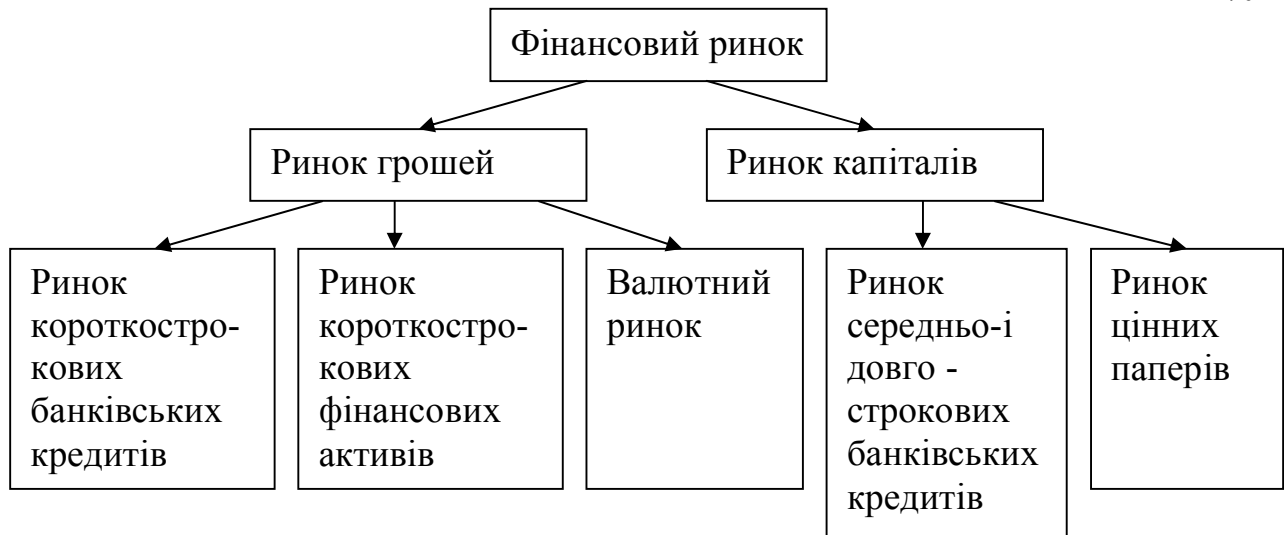 Фінансовий ринок
Ринок грошей
Ринок капіталів
Ринок
короткостро-
кових
банківських
кредитів
Ринок
короткостро-
кових
фінансових
активів
Валютний
ринок
Ринок
середньо-і
довго -
строкових
банківських
кредитів
Ринок
цінних
паперів